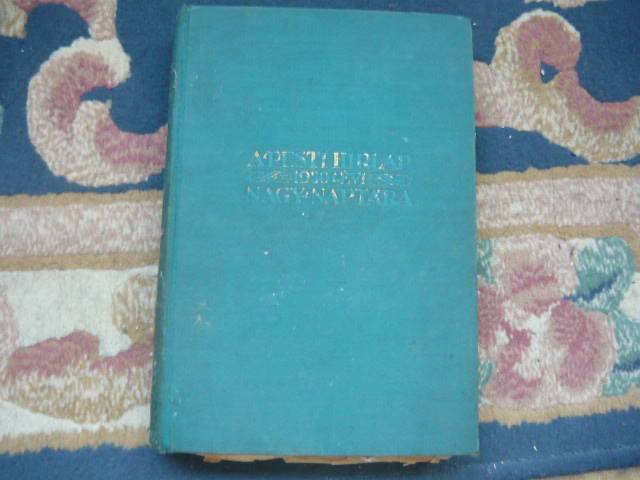 A PESTI HIRLAP
1930 ÉVI
NAGY NAPTÁRA